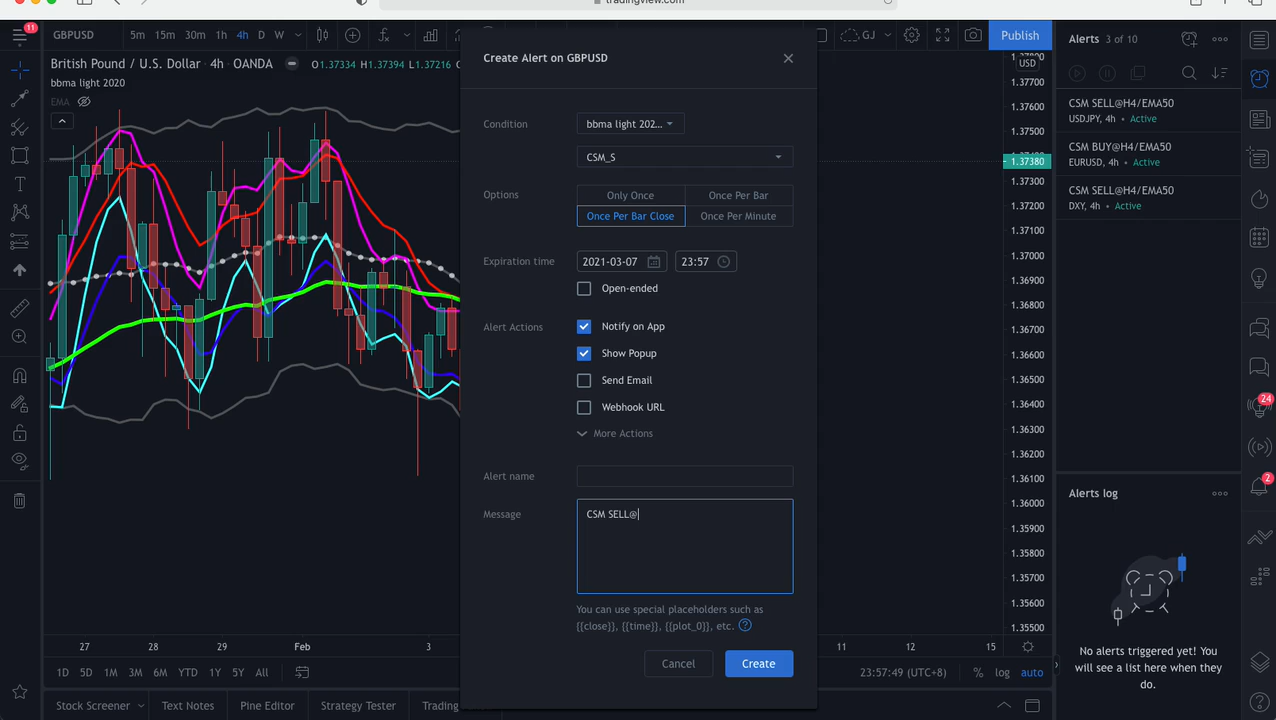 tradingview.com
11
GBPUSD
5m 15m 30m 1h 4h D W
GJ
Publish
Alerts 3 of 10
British Pound / U.S. Dollar · 4h · OANDA
O1.37334 H1.37394 L1.37216
bbma light 2020
EMA
Create Alert on GBPUSD
Condition
bbma light 202...
CSM_S
Options
Only Once
Once Per Bar
Once Per Bar Close
Once Per Minute
Expiration time
2021-03-07
23:57
Open-ended
Alert Actions
Notify on App
Show Popup
Send Email
Webhook URL
More Actions
Alert name
Message
CSM SELL@
You can use special placeholders such as
{{close}}, {{time}}, {{plot_0}}, etc.
Cancel
Create
USD
1.37700
1.37600
1.37500
1.37380
1.37300
1.37200
1.37100
1.37000
1.36900
1.36800
1.36700
1.36600
1.36500
1.36400
1.36300
1.36200
1.36100
1.36000
1.35900
1.35800
1.35700
1.35600
1.35500
CSM SELL@H4/EMA50
USDJPY, 4h • Active
CSM BUY@H4/EMA50
EURUSD, 4h • Active
CSM SELL@H4/EMA50
DXY, 4h • Active
24
2
Alerts log
No alerts triggered yet! You
will see a list here when they
do.
27 28 29 Feb 3 11 12 15
1D 5D 1M 3M 6M YTD 1Y 5Y All
23:57:49 (UTC+8)
% log auto
Stock Screener
Text Notes
Pine Editor
Strategy Tester